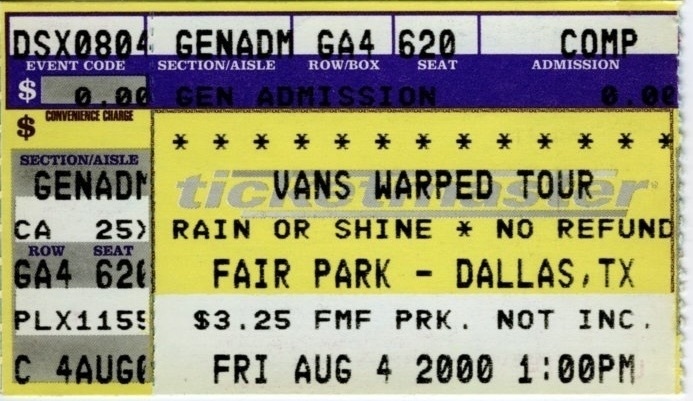 DSX0804 GENADM GA4 620 COMP
EVENT CODE SECTION/AISLE ROW/BOX SEAT ADMISSION
$ 0.00 GEN ADMISSION 0.00
$ CONVENIENCE CHARGE
* * * * * * * * * * * * *
SECTION/AISLE
GENADM VANS WARPED TOUR
ticketmaster
CA 25X RAIN OR SHINE * NO REFUND
ROW SEAT
GA4 620 FAIR PARK - DALLAS,TX
PLX1155 $3.25 FMF PRK. NOT INC.
C 4AUG0 FRI AUG 4 2000 1:00PM